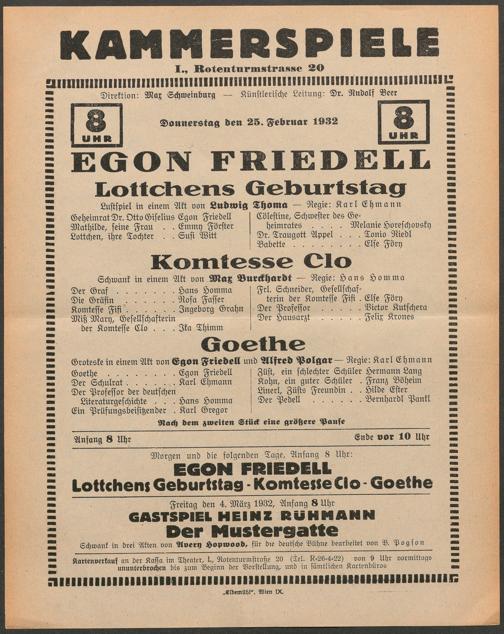 KAMMERSPIELE
I., Rotenturmstrasse 20
Direktion: Max Schweinburg — Künstlerische Leitung: Dr. Rudolf Beer
8 UHR
Donnerstag den 25. Februar 1932
8 UHR
EGON FRIEDELL
Lottchens Geburtstag
Lustspiel in einem Akt von Ludwig Thoma — Regie: Karl Ehmann
Geheimrat Dr. Otto Giselius Egon Friedell
Mathilde, seine Frau . . Emmy Förster
Lottchen, ihre Tochter . . Susi Witt
Cölestine, Schwester des Ge-
heimrates . . . . . Melanie Horeschovsky
Dr. Traugott Appel . . . Tonio Riedl
Babette . . . . . . . . Else Föry
Komtesse Clo
Schwank in einem Akt von Max Burckhardt — Regie: Hans Homma
Der Graf . . . . . . . Hans Homma
Die Gräfin . . . . . . Rosa Fasser
Komtesse Fifi . . . . . Ingeborg Grahn
Miß Mary, Gesellschafterin
der Komtesse Clo . . . Ika Thimm
Frl. Schneider, Gesellschaf-
terin der Komtesse Fifi . Else Föry
Der Professor . . . . . Victor Kutschera
Der Hausarzt . . . . . Felix Krones
Goethe
Groteske in einem Akt von Egon Friedell und Alfred Polgar — Regie: Karl Ehmann
Goethe . . . . . . . . Egon Friedell
Der Schulrat . . . . . Karl Ehmann
Der Professor der deutschen
Literaturgeschichte . . Hans Homma
Ein Prüfungsbeisitzender . Karl Gregor
Züst, ein schlechter Schüler Hermann Lang
Kohn, ein guter Schüler . Franz Böheim
Linerl, Züsts Freundin . . Hilde Ester
Der Pedell . . . . . . Bernhardl Pantl
Nach dem zweiten Stück eine größere Pause
Anfang 8 Uhr Ende vor 10 Uhr
Morgen und die folgenden Tage, Anfang 8 Uhr:
EGON FRIEDELL
Lottchens Geburtstag - Komtesse Clo - Goethe
Freitag den 4. März 1932, Anfang 8 Uhr
GASTSPIEL HEINZ RÜHMANN
Der Mustergatte
Schwank in drei Akten von Avery Hopwood, für die deutsche Bühne bearbeitet von B. Pogson
Kartenverkauf an der Kassa im Theater, I., Rotenturmstraße 20 (Tel. R-26-4-22) von 9 Uhr vormittags
ununterbrochen bis zum Beginn der Vorstellung, und in sämtlichen Kartenbüros
„Elbemühl“, Wien IX.